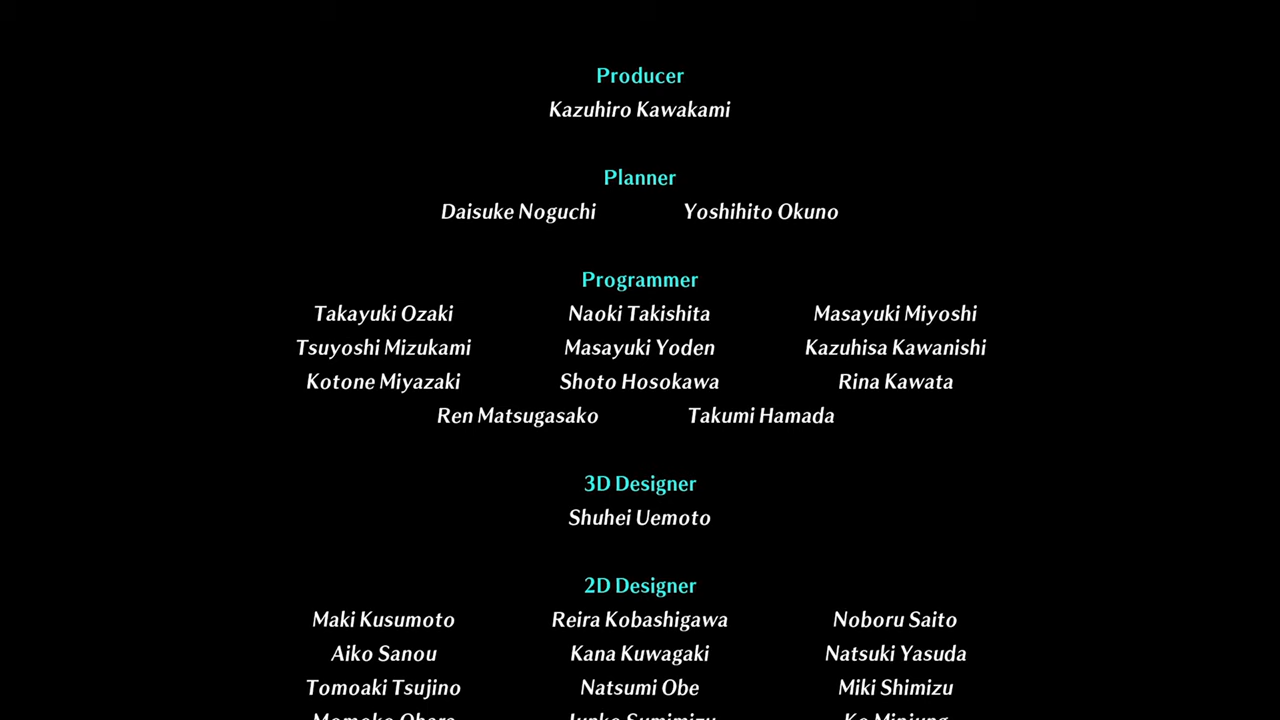 Producer
Kazuhiro Kawakami
Planner
Daisuke Noguchi Yoshihito Okuno
Programmer
Takayuki Ozaki Naoki Takishita Masayuki Miyoshi
Tsuyoshi Mizukami Masayuki Yoden Kazuhisa Kawanishi
Kotone Miyazaki Shoto Hosokawa Rina Kawata
Ren Matsugasako Takumi Hamada
3D Designer
Shuhei Uemoto
2D Designer
Maki Kusumoto Reira Kobashigawa Noboru Saito
Aiko Sanou Kana Kuwagaki Natsuki Yasuda
Tomoaki Tsujino Natsumi Obe Miki Shimizu